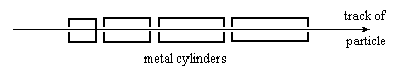 track of
particle
metal cylinders